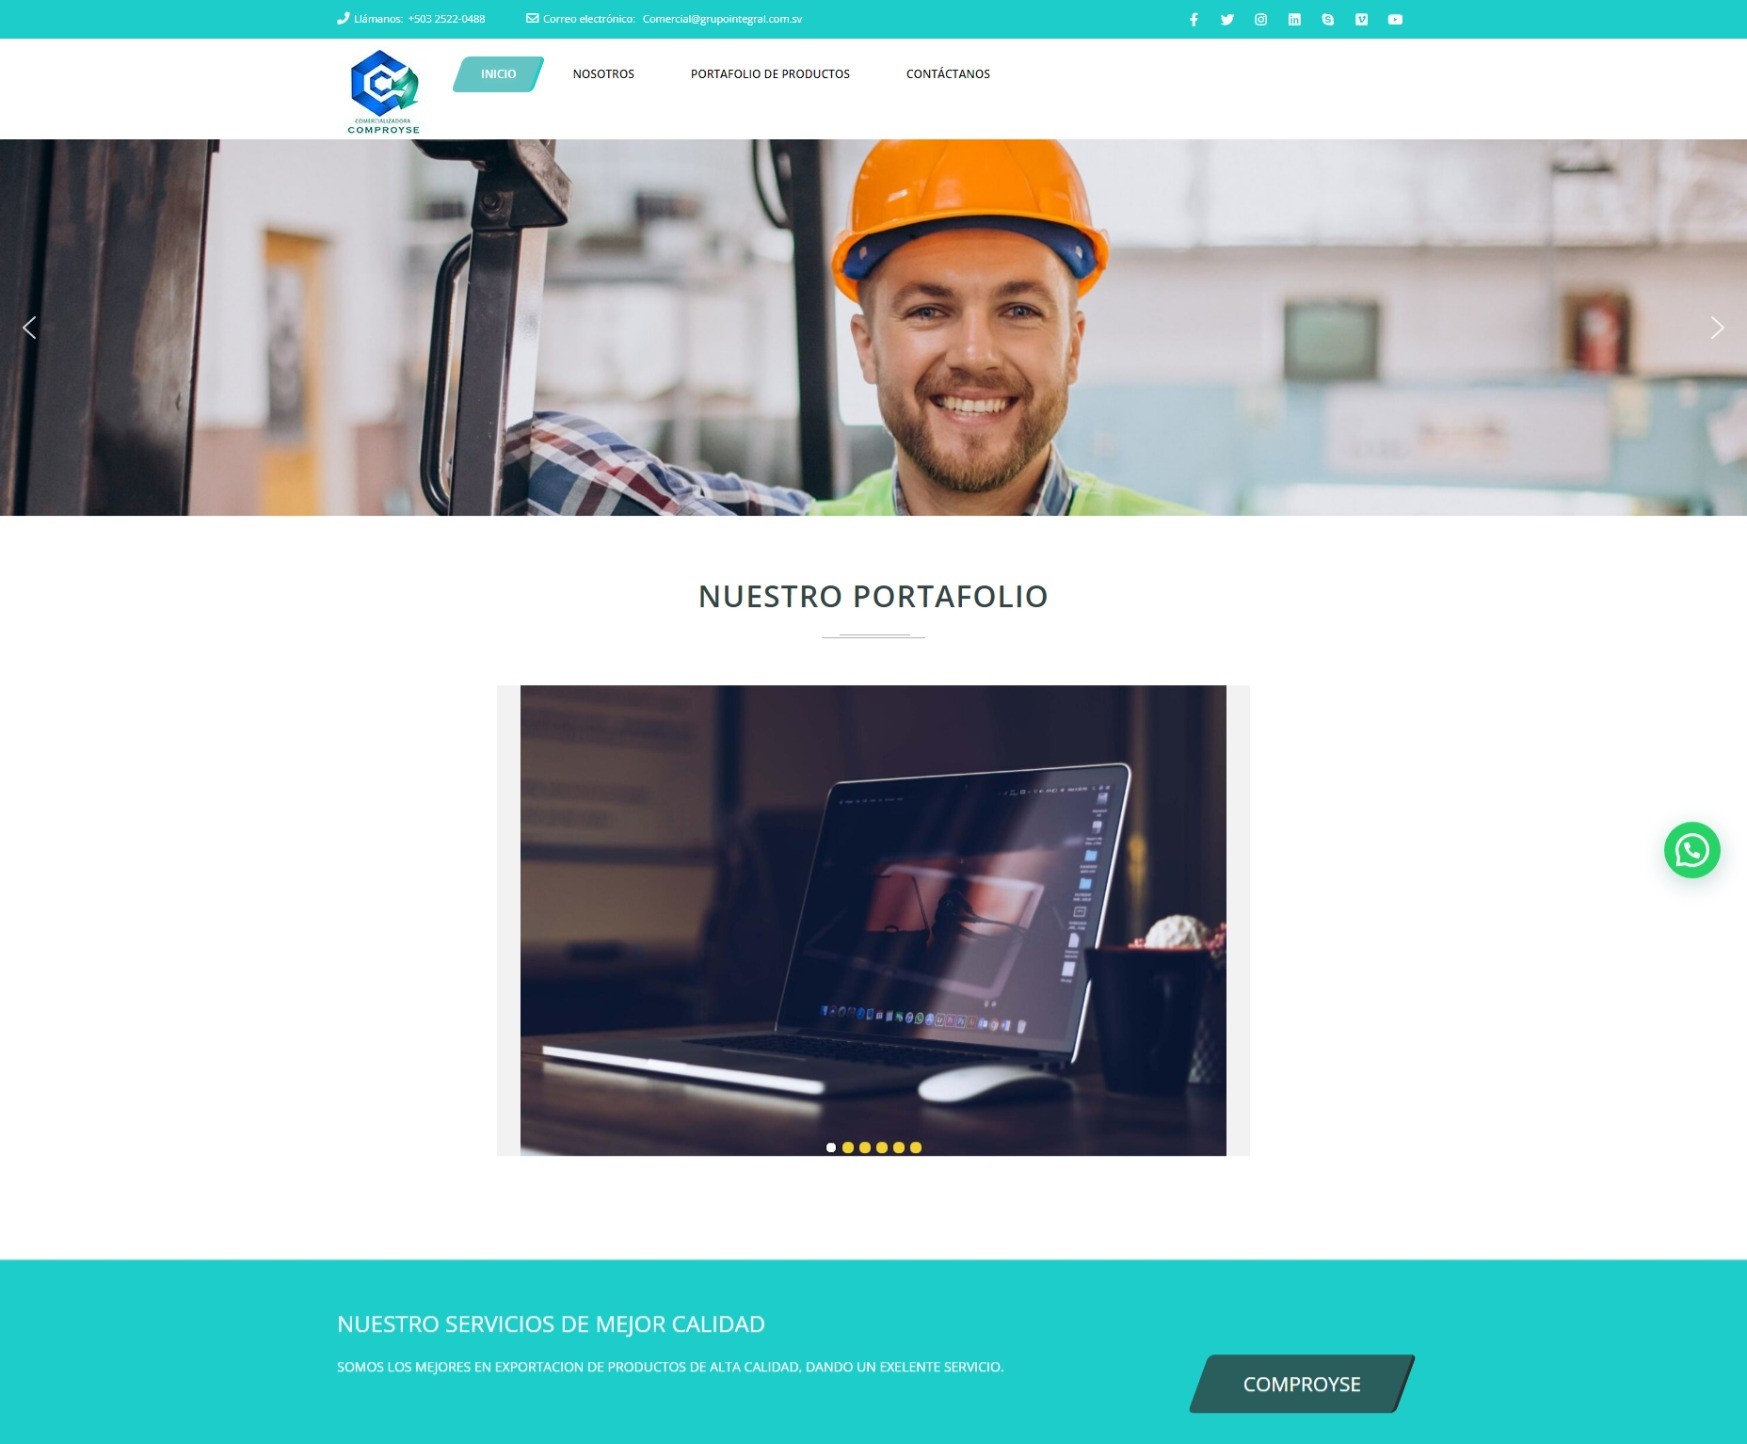 Llámanos: +503 2522-0488 Correo electrónico: Comercial@grupointegral.com.sv
COMERCIALIZADORA
COMPROYSE
INICIO NOSOTROS PORTAFOLIO DE PRODUCTOS CONTÁCTANOS
NUESTRO PORTAFOLIO
NUESTRO SERVICIOS DE MEJOR CALIDAD
SOMOS LOS MEJORES EN EXPORTACION DE PRODUCTOS DE ALTA CALIDAD, DANDO UN EXELENTE SERVICIO.
COMPROYSE